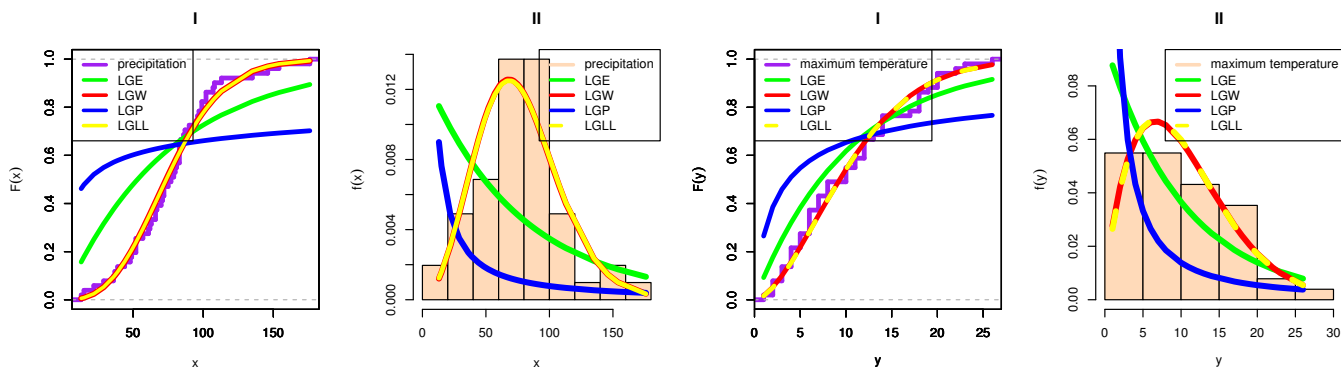 I
precipitation
LGE
LGW
LGP
LGLL
F(x)
0.0 0.2 0.4 0.6 0.8 1.0
50 100 150
x
II
precipitation
LGE
LGW
LGP
LGLL
f(x)
0.000 0.004 0.008 0.012
0 50 100 150
x
I
maximum temperature
LGE
LGW
LGP
LGLL
F(y)
0.0 0.2 0.4 0.6 0.8 1.0
0 5 10 15 20 25
y
II
maximum temperature
LGE
LGW
LGP
LGLL
f(y)
0.00 0.02 0.04 0.06 0.08
0 5 10 15 20 25 30
y